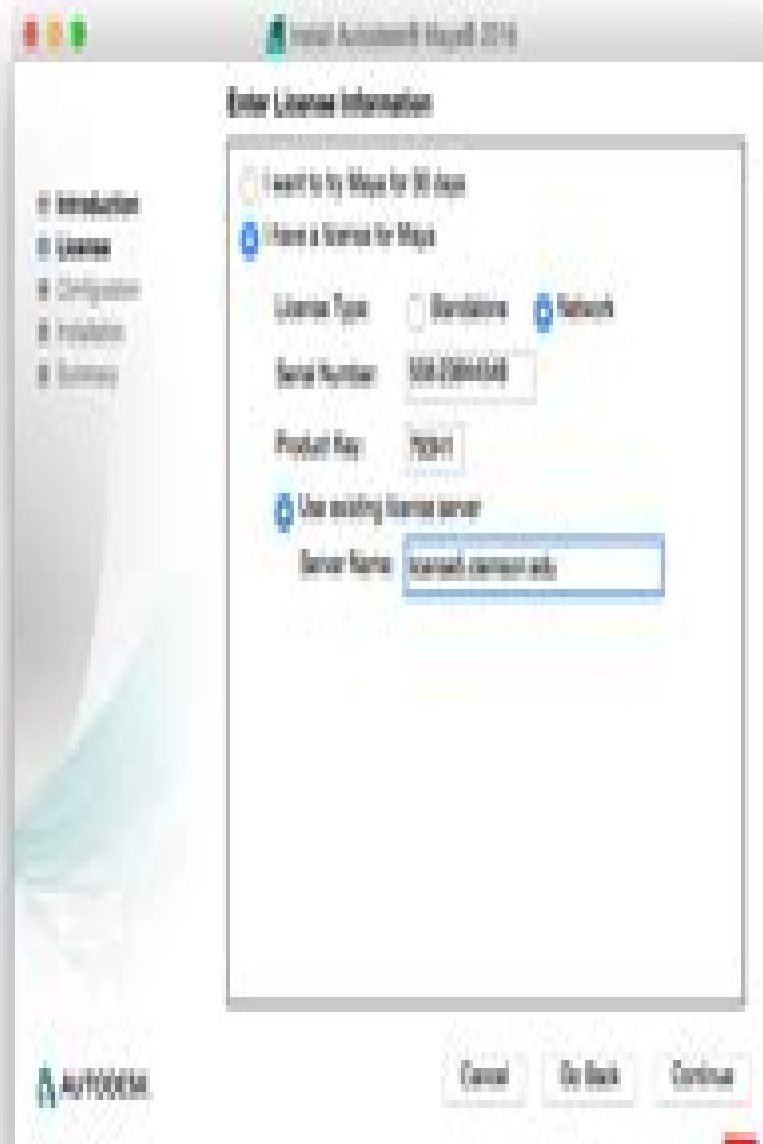 Install Autodesk® Maya® 2016
Enter License Information
Introduction
License
Configuration
Installation
Summary
I want to try Maya for 30 days
I have a license for Maya
License Type: Standalone Network
Serial Number
Product Key
Use existing license server
Server Name
AUTODESK
Cancel Go Back Continue